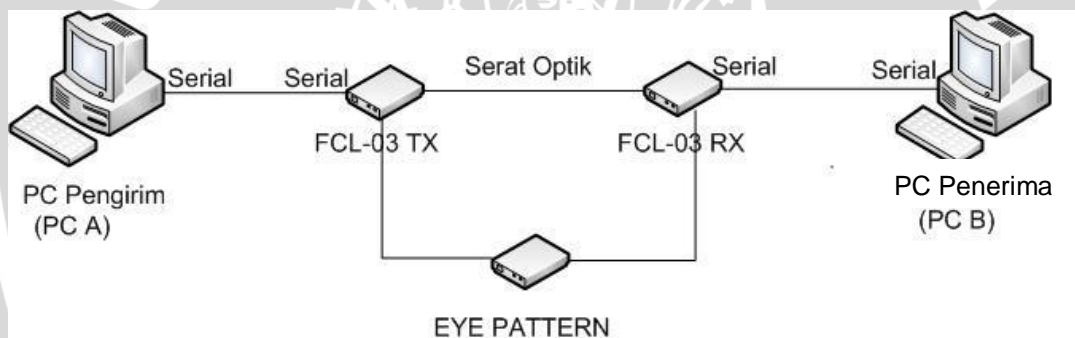 Serial
Serial
Serat Optik
Serial
Serial
FCL-03 TX
FCL-03 RX
PC Pengirim
(PC A)
PC Penerima
(PC B)
EYE PATTERN